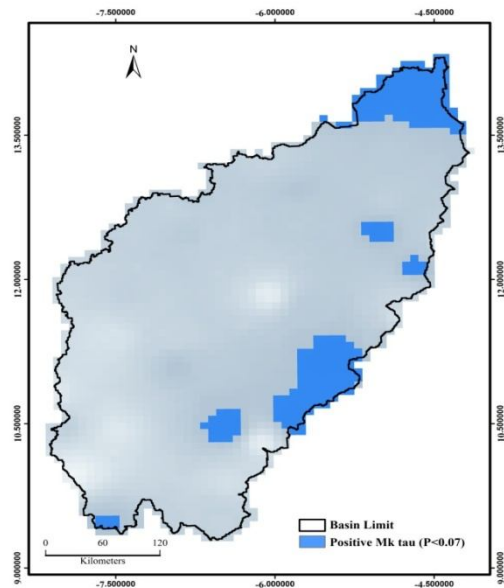 -7.500000 -6.000000 -4.500000
N
13.500000 13.500000
12.000000 12.000000
10.500000 10.500000
9.000000 9.000000
0 60 120
Kilometers
Basin Limit
Positive Mk tau (P<0.07)
-7.500000 -6.000000 -4.500000